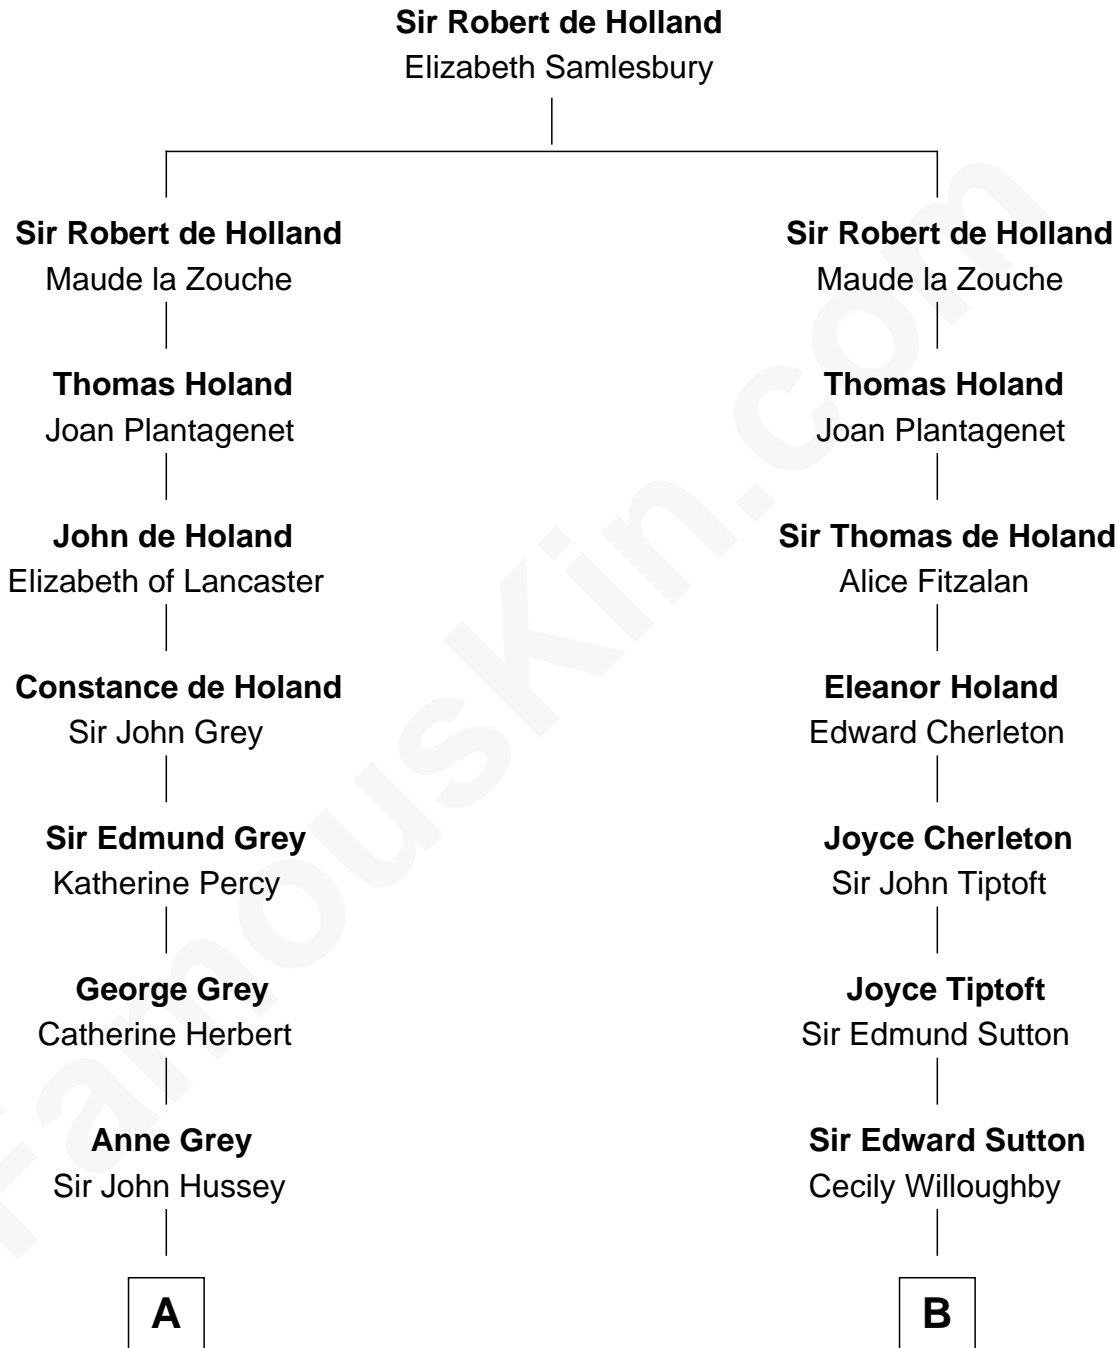 Sir Robert de Holland
Elizabeth Samlesbury
Sir Robert de Holland
Maude la Zouche
Thomas Holand
Joan Plantagenet
John de Holand
Elizabeth of Lancaster
Constance de Holand
Sir John Grey
Sir Edmund Grey
Katherine Percy
George Grey
Catherine Herbert
Anne Grey
Sir John Hussey
A
Sir Robert de Holland
Maude la Zouche
Thomas Holand
Joan Plantagenet
Sir Thomas de Holand
Alice Fitzalan
Eleanor Holand
Edward Cherleton
Joyce Cherleton
Sir John Tiptoft
Joyce Tiptoft
Sir Edmund Sutton
Sir Edward Sutton
Cecily Willoughby
B
FamousKin.com